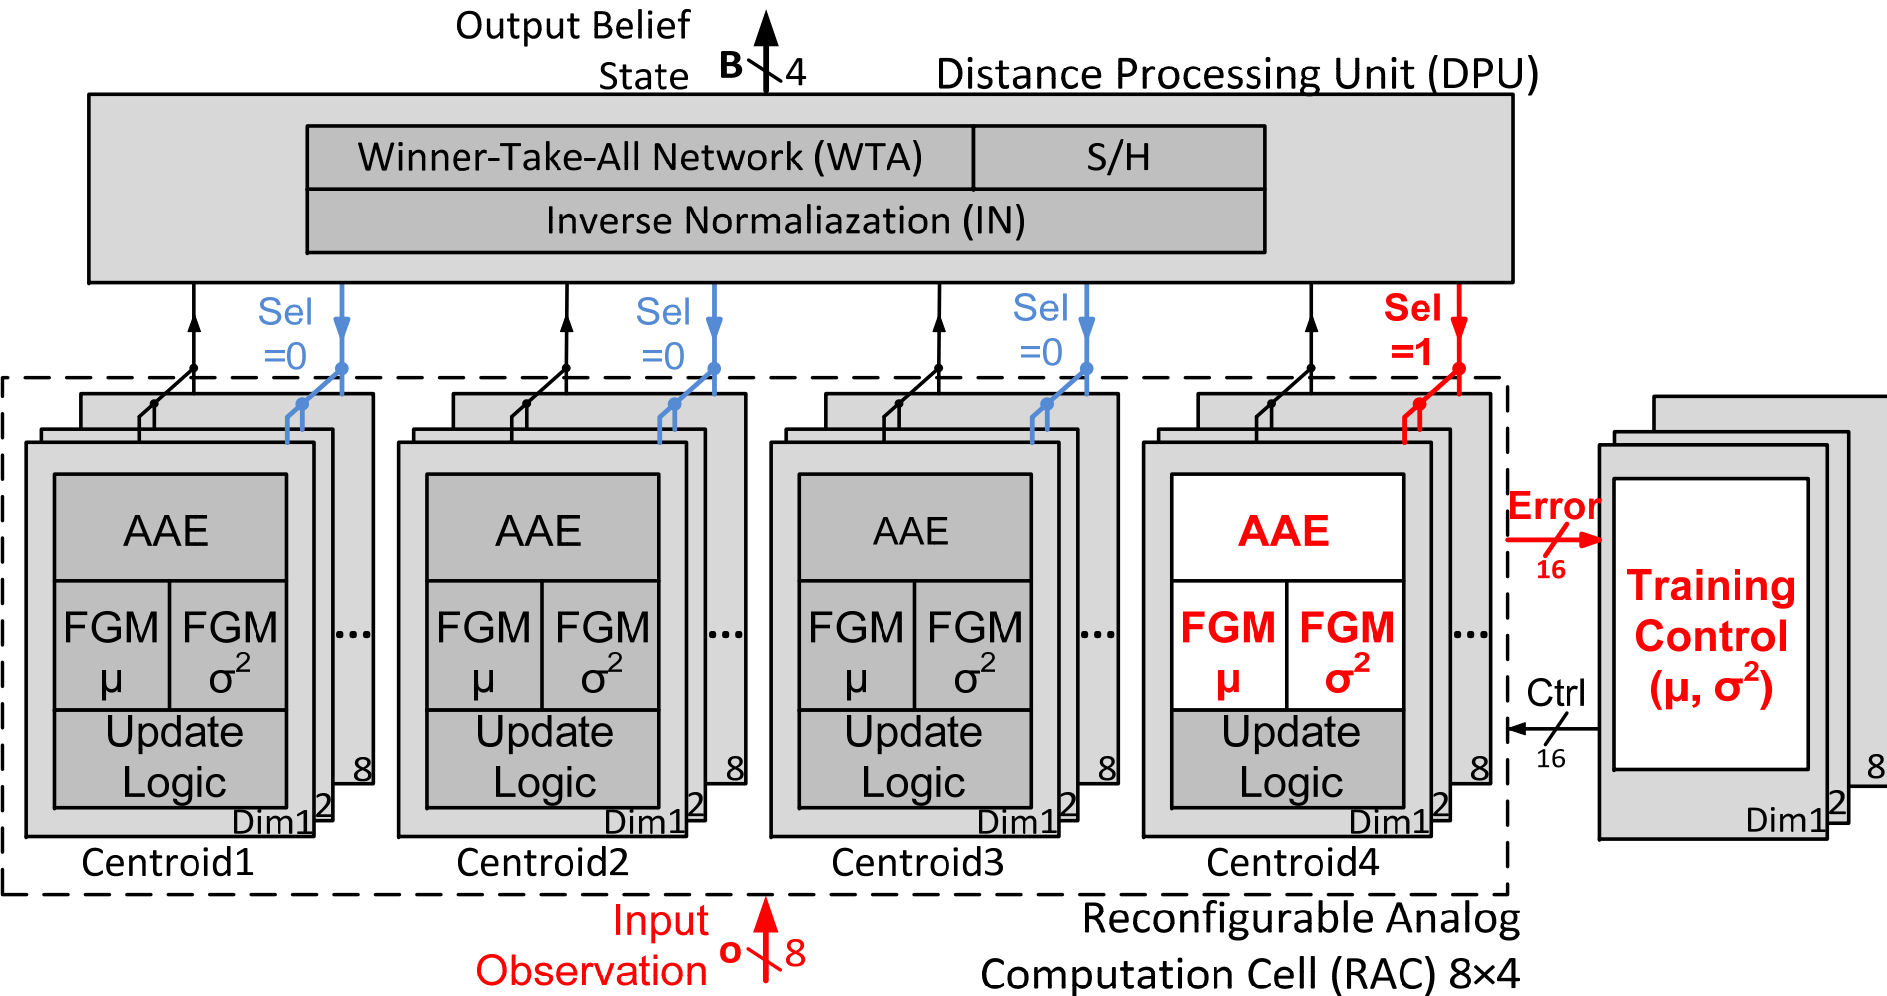 Output Belief
State
B 4
Distance Processing Unit (DPU)
Winner-Take-All Network (WTA)
S/H
Inverse Normaliazation (IN)
Sel
=0
Sel
=0
Sel
=0
Sel
=1
AAE
FGM
μ
FGM
σ²
Update
Logic
Dim1
2
...
8
Centroid1
AAE
FGM
μ
FGM
σ²
Update
Logic
Dim1
2
...
8
Centroid2
AAE
FGM
μ
FGM
σ²
Update
Logic
Dim1
2
...
8
Centroid3
AAE
FGM
μ
FGM
σ²
Update
Logic
Dim1
2
...
8
Centroid4
Error
16
Ctrl
16
Training
Control
(μ, σ²)
Dim1
2
8
Input
Observation
o 8
Reconfigurable Analog
Computation Cell (RAC) 8×4